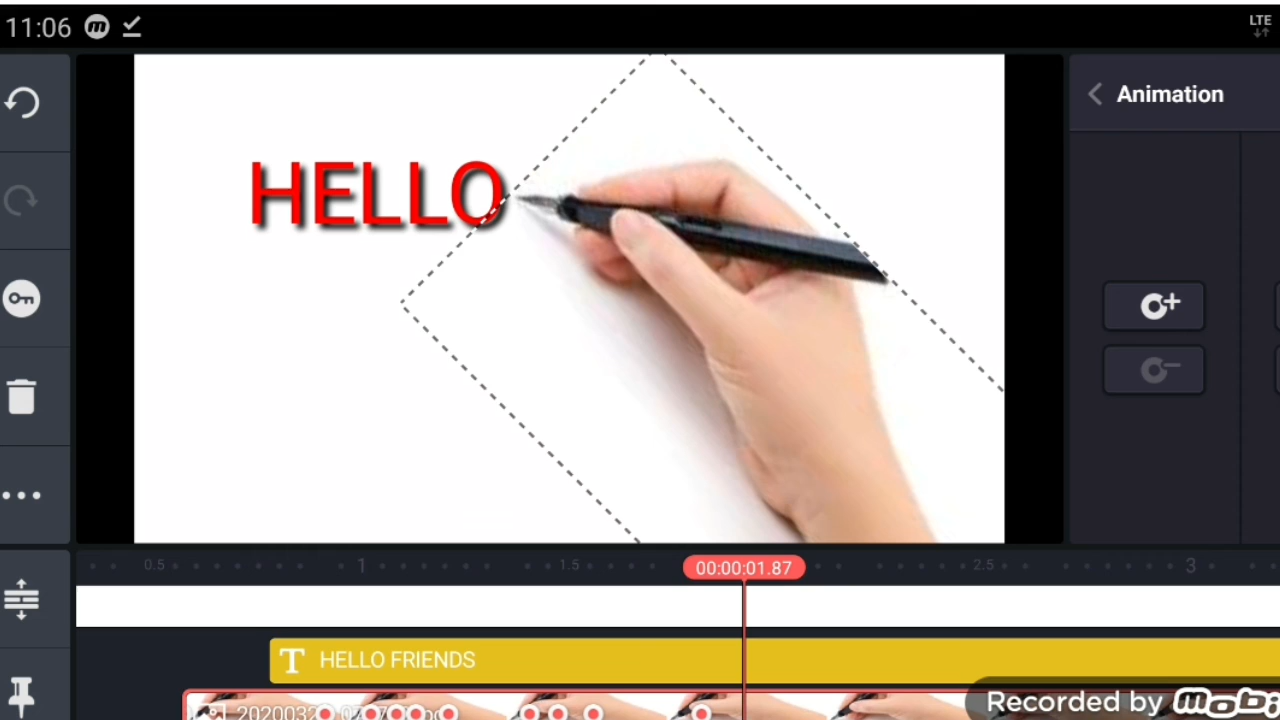 11:06
LTE
Animation
HELLO
0.5
1
1.5
00:00:01.87
2.5
3
T HELLO FRIENDS
Recorded by mobi